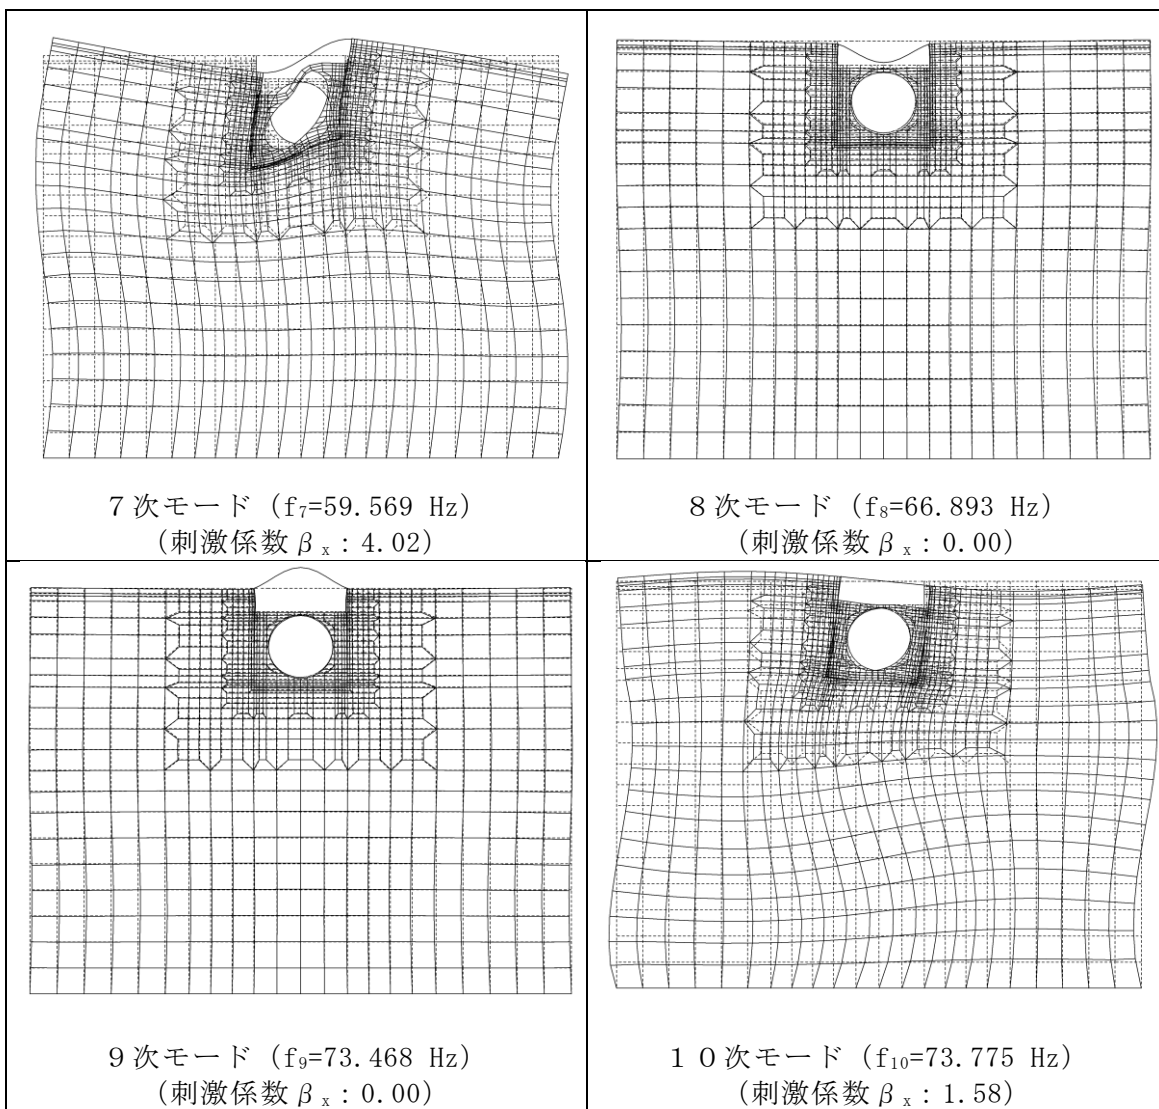 ７次モード (f₇=59.569 Hz)
(刺激係数βₓ: 4.02)
８次モード (f₈=66.893 Hz)
(刺激係数βₓ: 0.00)
９次モード (f₉=73.468 Hz)
(刺激係数βₓ: 0.00)
１０次モード (f₁₀=73.775 Hz)
(刺激係数βₓ: 1.58)